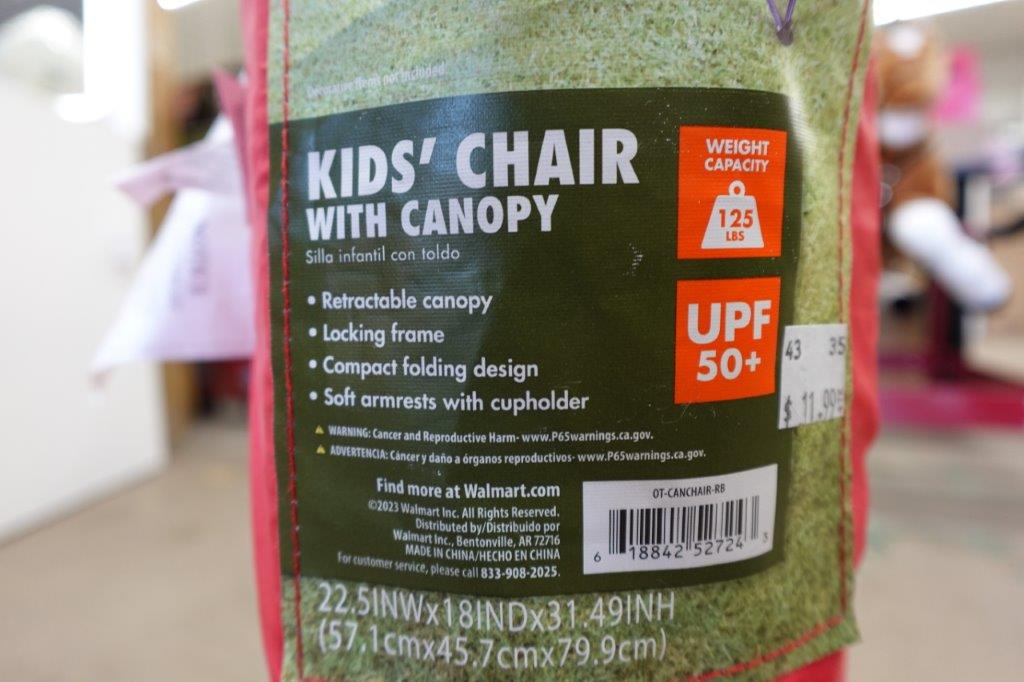 Decorative items not included
KIDS' CHAIR
WITH CANOPY
Silla infantil con toldo
• Retractable canopy
• Locking frame
• Compact folding design
• Soft armrests with cupholder
WARNING: Cancer and Reproductive Harm- www.P65warnings.ca.gov.
ADVERTENCIA: Cáncer y daño a órganos reproductivos- www.P65warnings.ca.gov.
Find more at Walmart.com
©2023 Walmart Inc. All Rights Reserved.
Distributed by/Distribuido por
Walmart Inc., Bentonville, AR 72716
MADE IN CHINA/HECHO EN CHINA
For customer service, please call 833-908-2025.
WEIGHT
CAPACITY
125
LBS
UPF
50+
43 35
$ 11.99
OT-CANCHAIR-RB
6 18842 52724 3
22.5INWx18INDx31.49INH
(57.1cmx45.7cmx79.9cm)